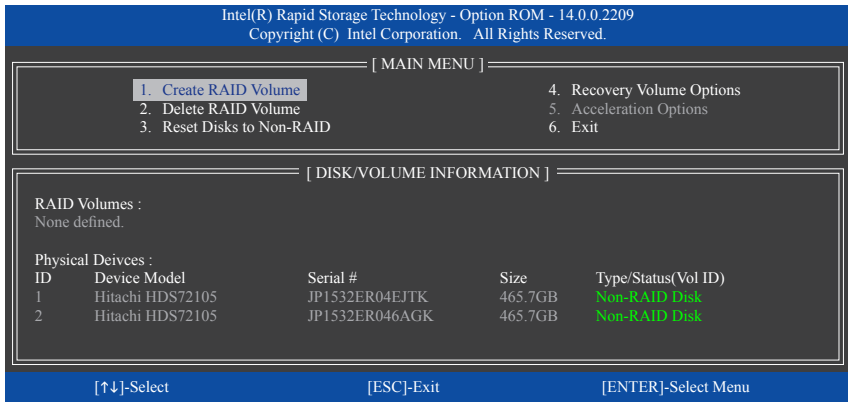 Intel(R) Rapid Storage Technology - Option ROM - 14.0.0.2209
Copyright (C) Intel Corporation. All Rights Reserved.
[ MAIN MENU ]
1. Create RAID Volume
2. Delete RAID Volume
3. Reset Disks to Non-RAID
4. Recovery Volume Options
5. Acceleration Options
6. Exit
[ DISK/VOLUME INFORMATION ]
RAID Volumes :
None defined.
Physical Deivces :
ID Device Model Serial # Size Type/Status(Vol ID)
1 Hitachi HDS72105 JP1532ER04EJTK 465.7GB Non-RAID Disk
2 Hitachi HDS72105 JP1532ER046AGK 465.7GB Non-RAID Disk
[↑↓]-Select [ESC]-Exit [ENTER]-Select Menu